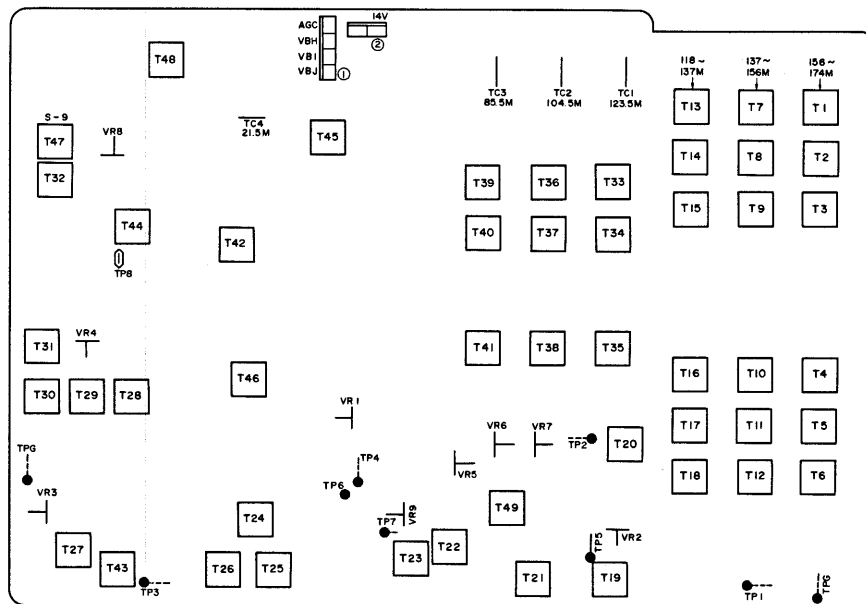 AGC
VBH
VBI
VBJ
①
14V
②
T48
S-9
T47
VR8
T32
T44
TP8
TC4
21.5M
T45
T42
TC3
85.5M
TC2
104.5M
TC1
123.5M
118~
137M
137~
156M
156~
174M
T13
T7
T1
T14
T8
T2
T15
T9
T3
T39
T36
T33
T40
T37
T34
T31
VR4
T30
T29
T28
T46
T41
T38
T35
T16
T10
T4
T17
T11
T5
T18
T12
T6
VR1
VR6
VR7
TP2
T20
VR5
TPG
VR3
TP4
TP6
T24
TP7
VR9
T49
T27
T43
TP3
T26
T25
T23
T22
T21
TP5
VR2
T19
TP1
TPG